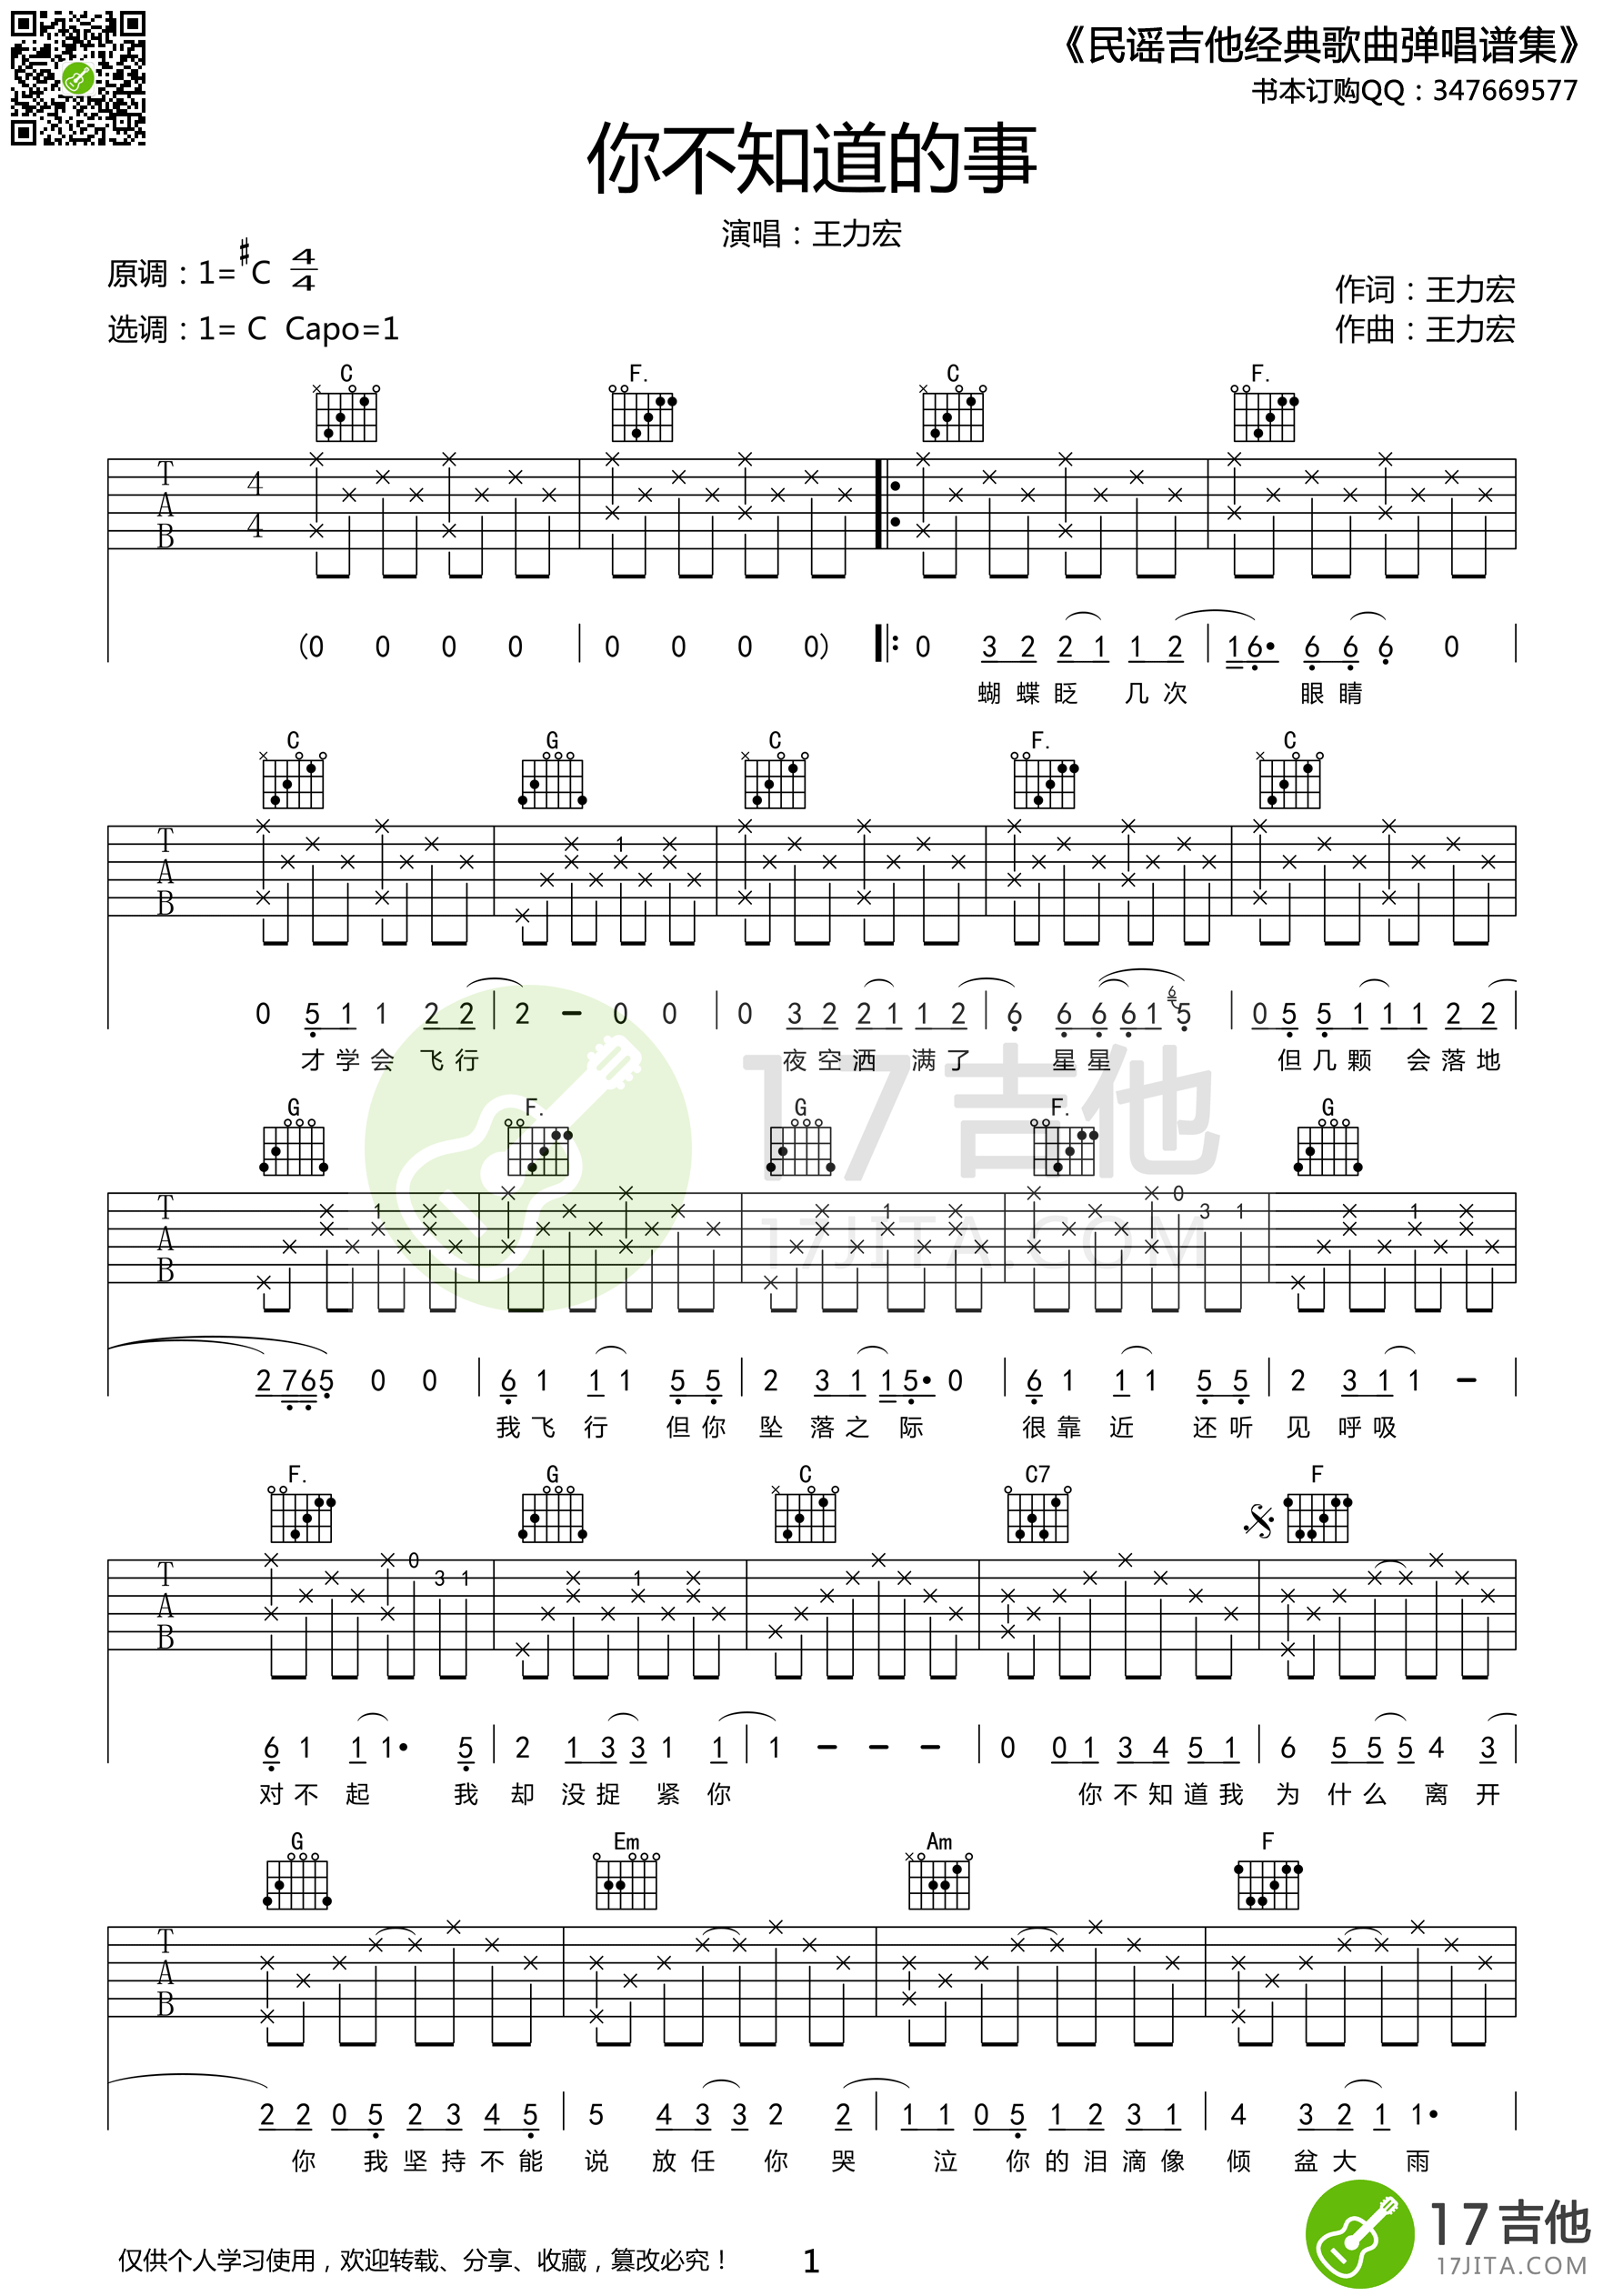 《民谣吉他经典歌曲弹唱谱集》
书本订购QQ：347669577
你不知道的事
演唱：王力宏
原调：1=#C 4/4
作词：王力宏
选调：1= C Capo=1
作曲：王力宏
C F. C F.
T A B 4 4
(0 0 0 0 | 0 0 0 0) |: 0 3 2 2 1 1 2 | 1 6• 6 6 6 0 |
蝴 蝶 眨 几 次 眼 睛
C G C F. C
T A B 1
0 5 1 1 2 2 | 2 – 0 0 | 0 3 2 2 1 1 2 | 6 6 6 6 1 6 5 | 0 5 5 1 1 1 2 2 |
才 学 会 飞 行 夜 空 洒 满 了 星 星 但 几 颗 会 落 地
17吉他
G F. G F. G
T A B 1 1 0 3 1 1
17JITA.COM
2 7 6 5 0 0 | 6 1 1 1 5 5 | 2 3 1 1 5• 0 | 6 1 1 1 5 5 | 2 3 1 1 – |
我 飞 行 但 你 坠 落 之 际 很 靠 近 还 听 见 呼 吸
F. G C C7 F
T A B 0 3 1 1
6 1 1 1• 5 | 2 1 3 3 1 1 | 1 – – – | 0 0 1 3 4 5 1 | 6 5 5 5 4 3 |
对 不 起 我 却 没 捉 紧 你 你 不 知 道 我 为 什 么 离 开
G Em Am F
T A B
2 2 0 5 2 3 4 5 | 5 4 3 3 2 2 | 1 1 0 5 1 2 3 1 | 4 3 2 1 1• |
你 我 坚 持 不 能 说 放 任 你 哭 泣 你 的 泪 滴 像 倾 盆 大 雨
仅供个人学习使用，欢迎转载、分享、收藏，篡改必究！
1
17吉他
17JITA.COM